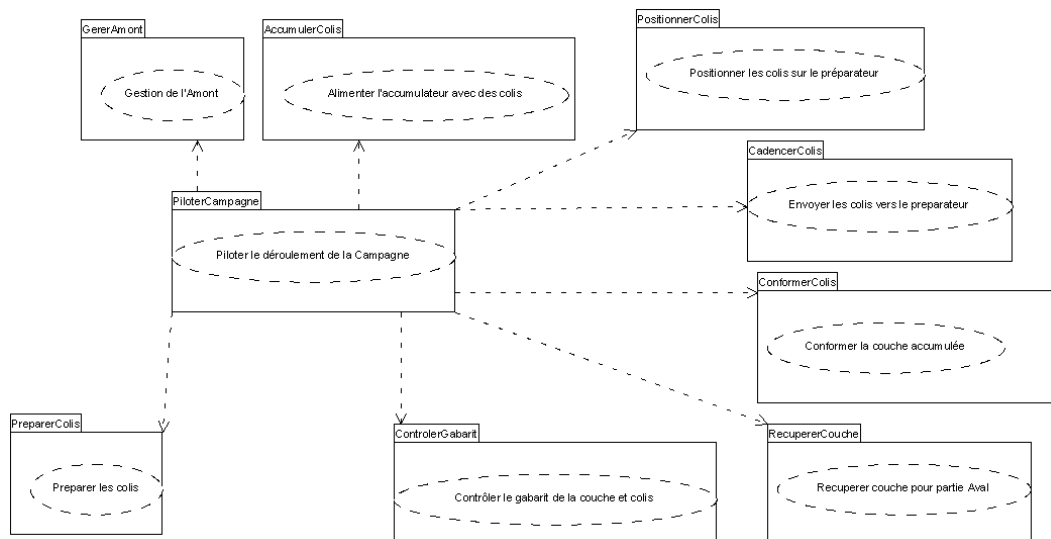 PositionnerColis
GererAmont
AccumulerColis
Positionner les colis sur le préparateur
Gestion de l'Amont
Alimenter l'accumulateur avec des colis
CadencerColis
PiloterCampagne
Envoyer les colis vers le preparateur
Piloter le déroulement de la Campagne
ConformerColis
Conformer la couche accumulée
PreparerColis
ControlerGabarit
RecupererCouche
Preparer les colis
Contrôler le gabarit de la couche et colis
Recuperer couche pour partie Aval